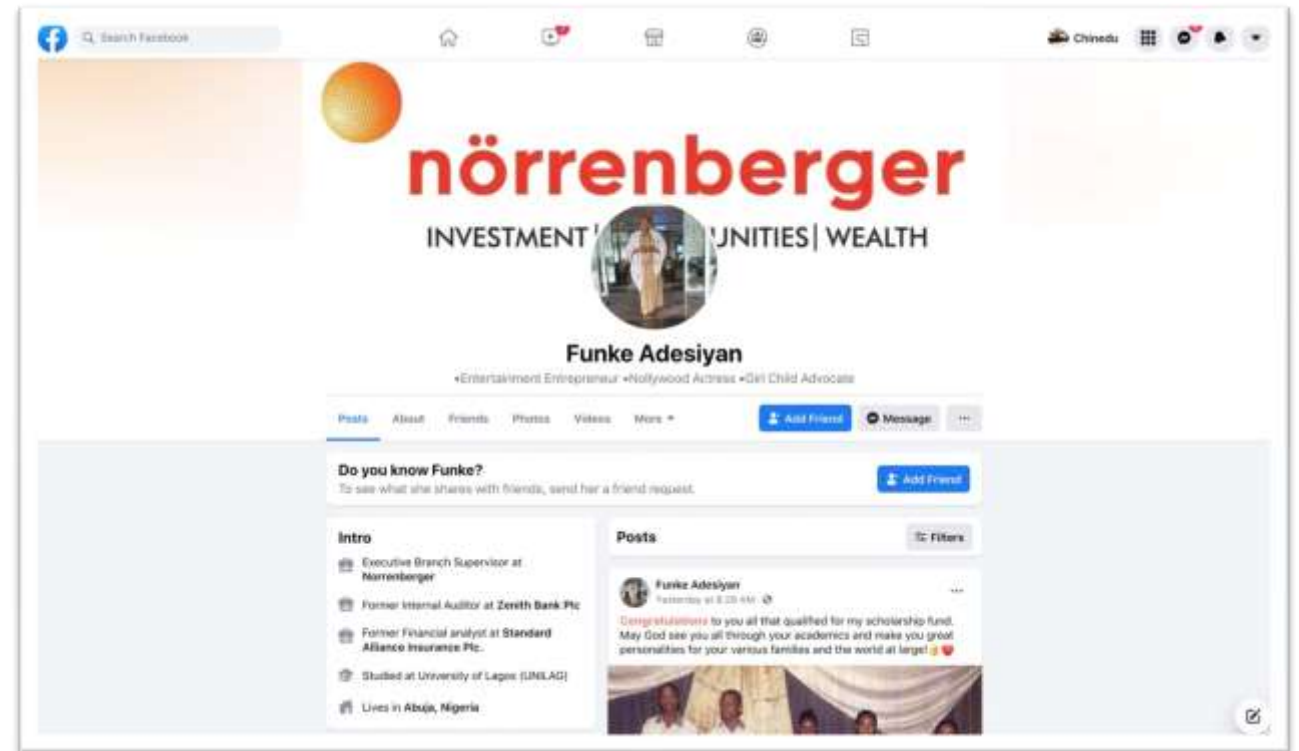 Search Facebook
Chinedu
nörrenberger
INVESTMENT| UNITIES| WEALTH
Funke Adesiyan
•Entertainment Entrepreneur •Nollywood Actress •Girl Child Advocate
Posts About Friends Photos Videos More
Add Friend
Message
Do you know Funke?
To see what she shares with friends, send her a friend request.
Add Friend
Intro
Executive Branch Supervisor at
Norrenberger
Former Internal Auditor at Zenith Bank Plc
Former Financial analyst at Standard
Alliance Insurance Plc.
Studied at University of Lagos (UNILAG)
Lives in Abuja, Nigeria
Posts
Filters
Funke Adesiyan
Yesterday at AM
Congratulations to you all that qualified for my scholarship fund.
May God see you all through your academics and make you great
personalities for your various families and the world at large!